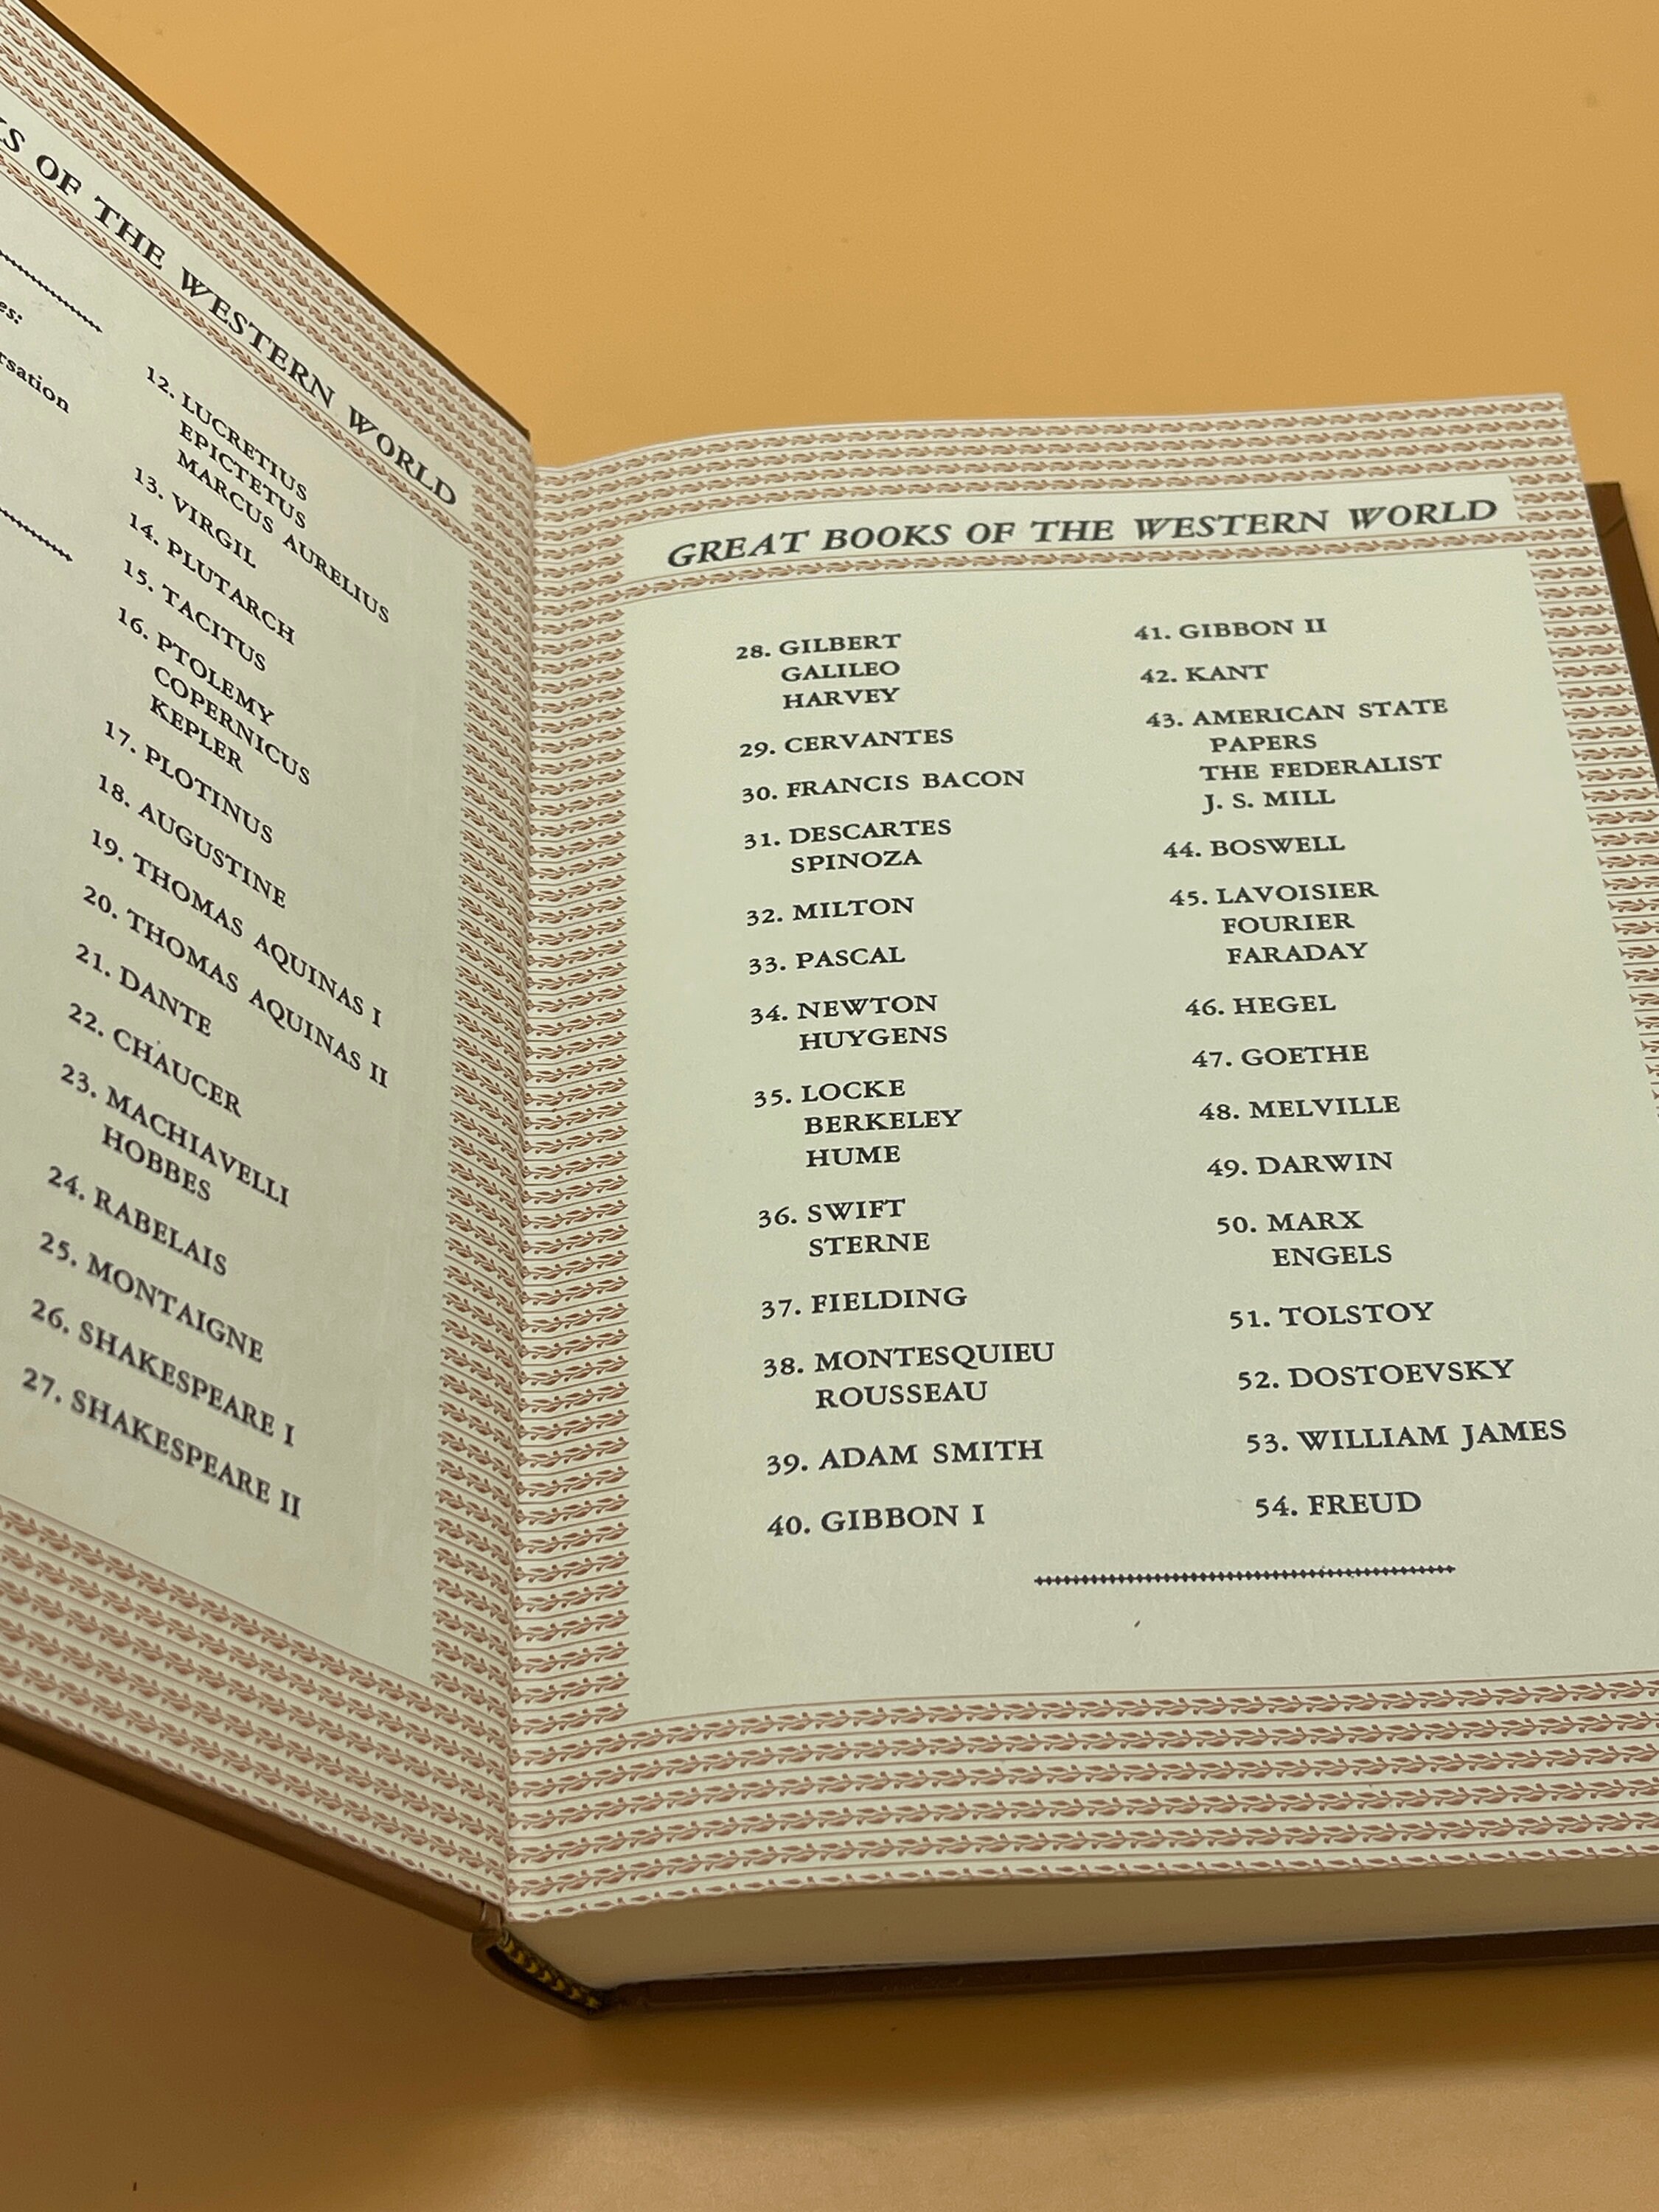 OF THE WESTERN WORLD
es:
rsation
12. LUCRETIUS
EPICTETUS
MARCUS AURELIUS
13. VIRGIL
14. PLUTARCH
15. TACITUS
16. PTOLEMY
COPERNICUS
KEPLER
17. PLOTINUS
18. AUGUSTINE
19. THOMAS AQUINAS I
20. THOMAS AQUINAS II
21. DANTE
22. CHAUCER
23. MACHIAVELLI
HOBBES
24. RABELAIS
25. MONTAIGNE
26. SHAKESPEARE I
27. SHAKESPEARE II
GREAT BOOKS OF THE WESTERN WORLD
28. GILBERT
GALILEO
HARVEY
29. CERVANTES
30. FRANCIS BACON
31. DESCARTES
SPINOZA
32. MILTON
33. PASCAL
34. NEWTON
HUYGENS
35. LOCKE
BERKELEY
HUME
36. SWIFT
STERNE
37. FIELDING
38. MONTESQUIEU
ROUSSEAU
39. ADAM SMITH
40. GIBBON I
41. GIBBON II
42. KANT
43. AMERICAN STATE
PAPERS
THE FEDERALIST
J. S. MILL
44. BOSWELL
45. LAVOISIER
FOURIER
FARADAY
46. HEGEL
47. GOETHE
48. MELVILLE
49. DARWIN
50. MARX
ENGELS
51. TOLSTOY
52. DOSTOEVSKY
53. WILLIAM JAMES
54. FREUD